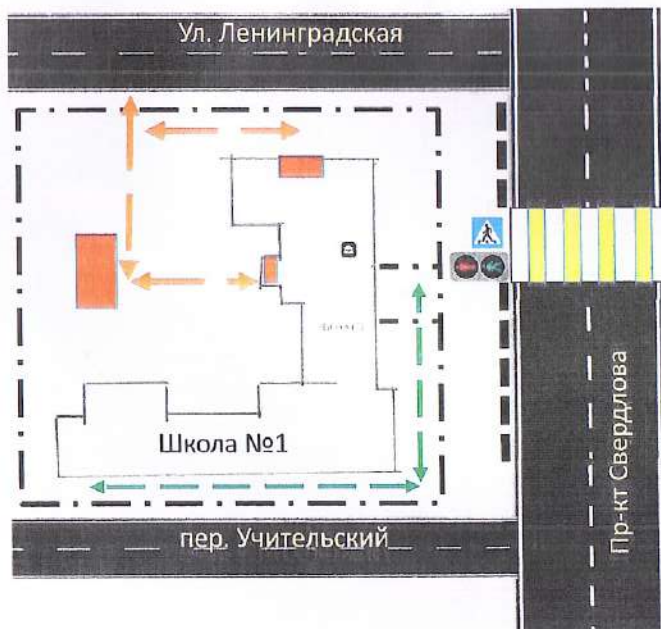 Ул. Ленинградская
Школа №1
пер. Учительский
Пр-кт Свердлова